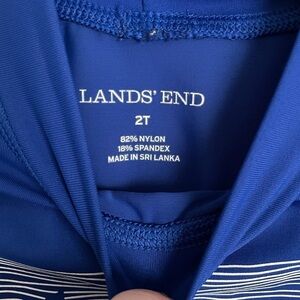 LANDS' END
2T
82% NYLON
18% SPANDEX
MADE IN SRI LANKA